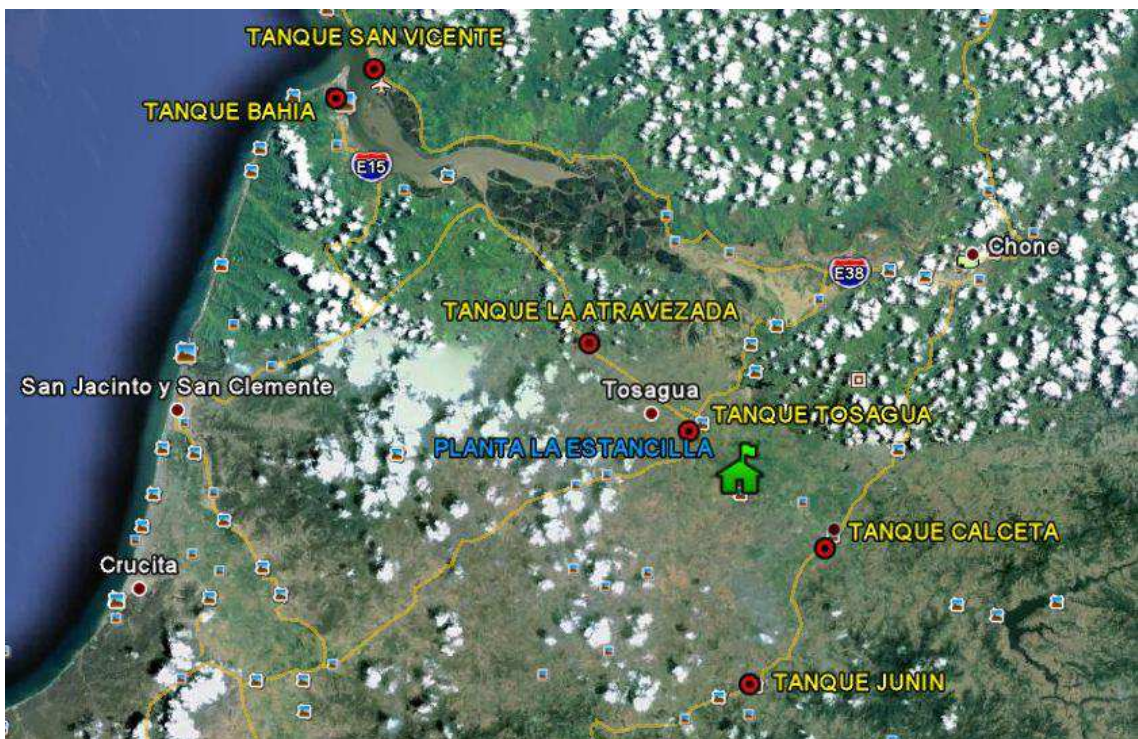 TANQUE SAN VICENTE
TANQUE BAHIA
E15
Chone
E38
TANQUE LA ATRAVEZADA
San Jacinto y San Clemente
Tosagua
TANQUE TOSAGUA
PLANTA LA ESTANCILLA
TANQUE CALCETA
Crucita
TANQUE JUÑIN